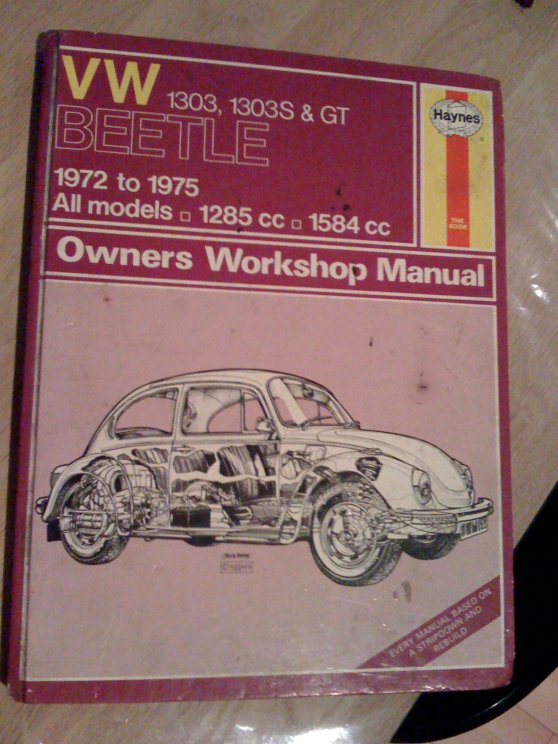 VW
1303, 1303S & GT
BEETLE
1972 to 1975
All models □ 1285 cc □ 1584 cc
Haynes
THE
BOOK
Owners Workshop Manual
EVERY MANUAL BASED ON
A STRIPDOWN AND
REBUILD